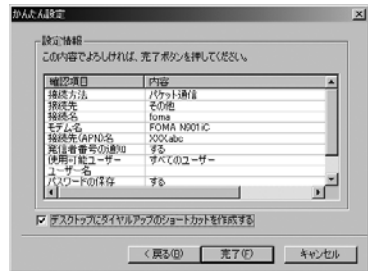 かんたん設定
設定情報
この内容でよろしければ、完了ボタンを押してください。
確認項目 内容
接続方法 パケット通信
接続先 その他
接続名 foma
モデム名 FOMA N901iC
接続先(APN)名 XXX.abc
発信者番号の通知 する
使用可能ユーザー すべてのユーザー
ユーザー名
パスワードの保存 する
デスクトップにダイヤルアップのショートカットを作成する
< 戻る(B) 完了(F) キャンセル